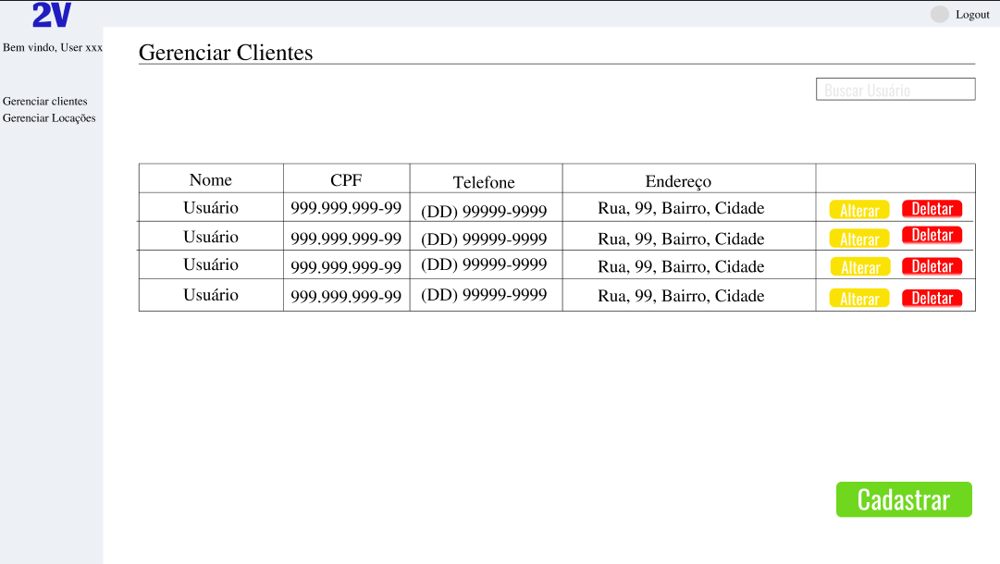 2V
Logout
Bem vindo, User xxx
Gerenciar Clientes
Buscar Usuário
Gerenciar clientes
Gerenciar Locações
Nome CPF Telefone Endereço
Usuário 999.999.999-99 (DD) 99999-9999 Rua, 99, Bairro, Cidade Alterar Deletar
Usuário 999.999.999-99 (DD) 99999-9999 Rua, 99, Bairro, Cidade Alterar Deletar
Usuário 999.999.999-99 (DD) 99999-9999 Rua, 99, Bairro, Cidade Alterar Deletar
Usuário 999.999.999-99 (DD) 99999-9999 Rua, 99, Bairro, Cidade Alterar Deletar
Cadastrar